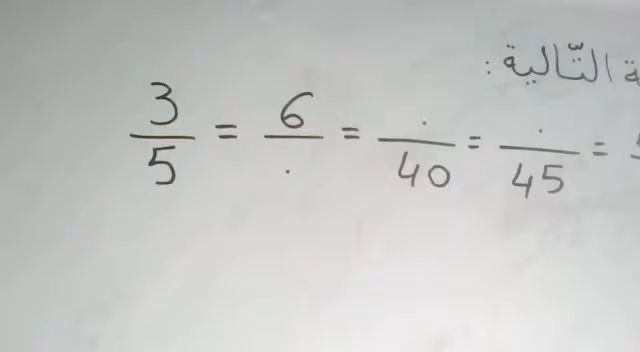 التّالية:
3/5 = 6/. = ./40 = ./45 =